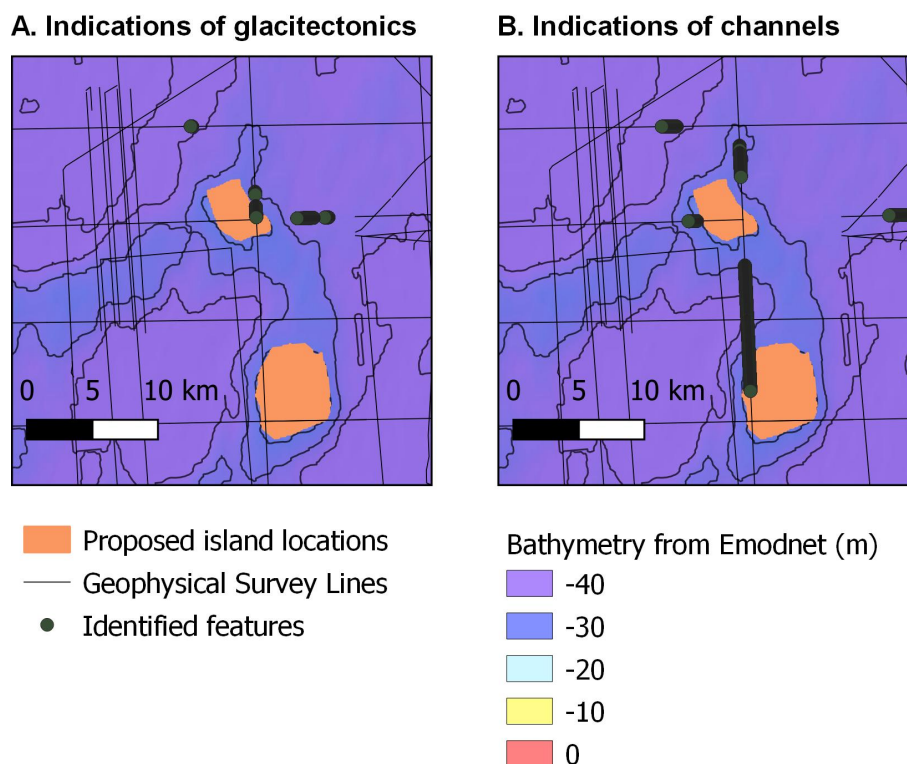 A. Indications of glacitectonics
B. Indications of channels
0 5 10 km
0 5 10 km
Proposed island locations
Geophysical Survey Lines
Identified features
Bathymetry from Emodnet (m)
-40
-30
-20
-10
0